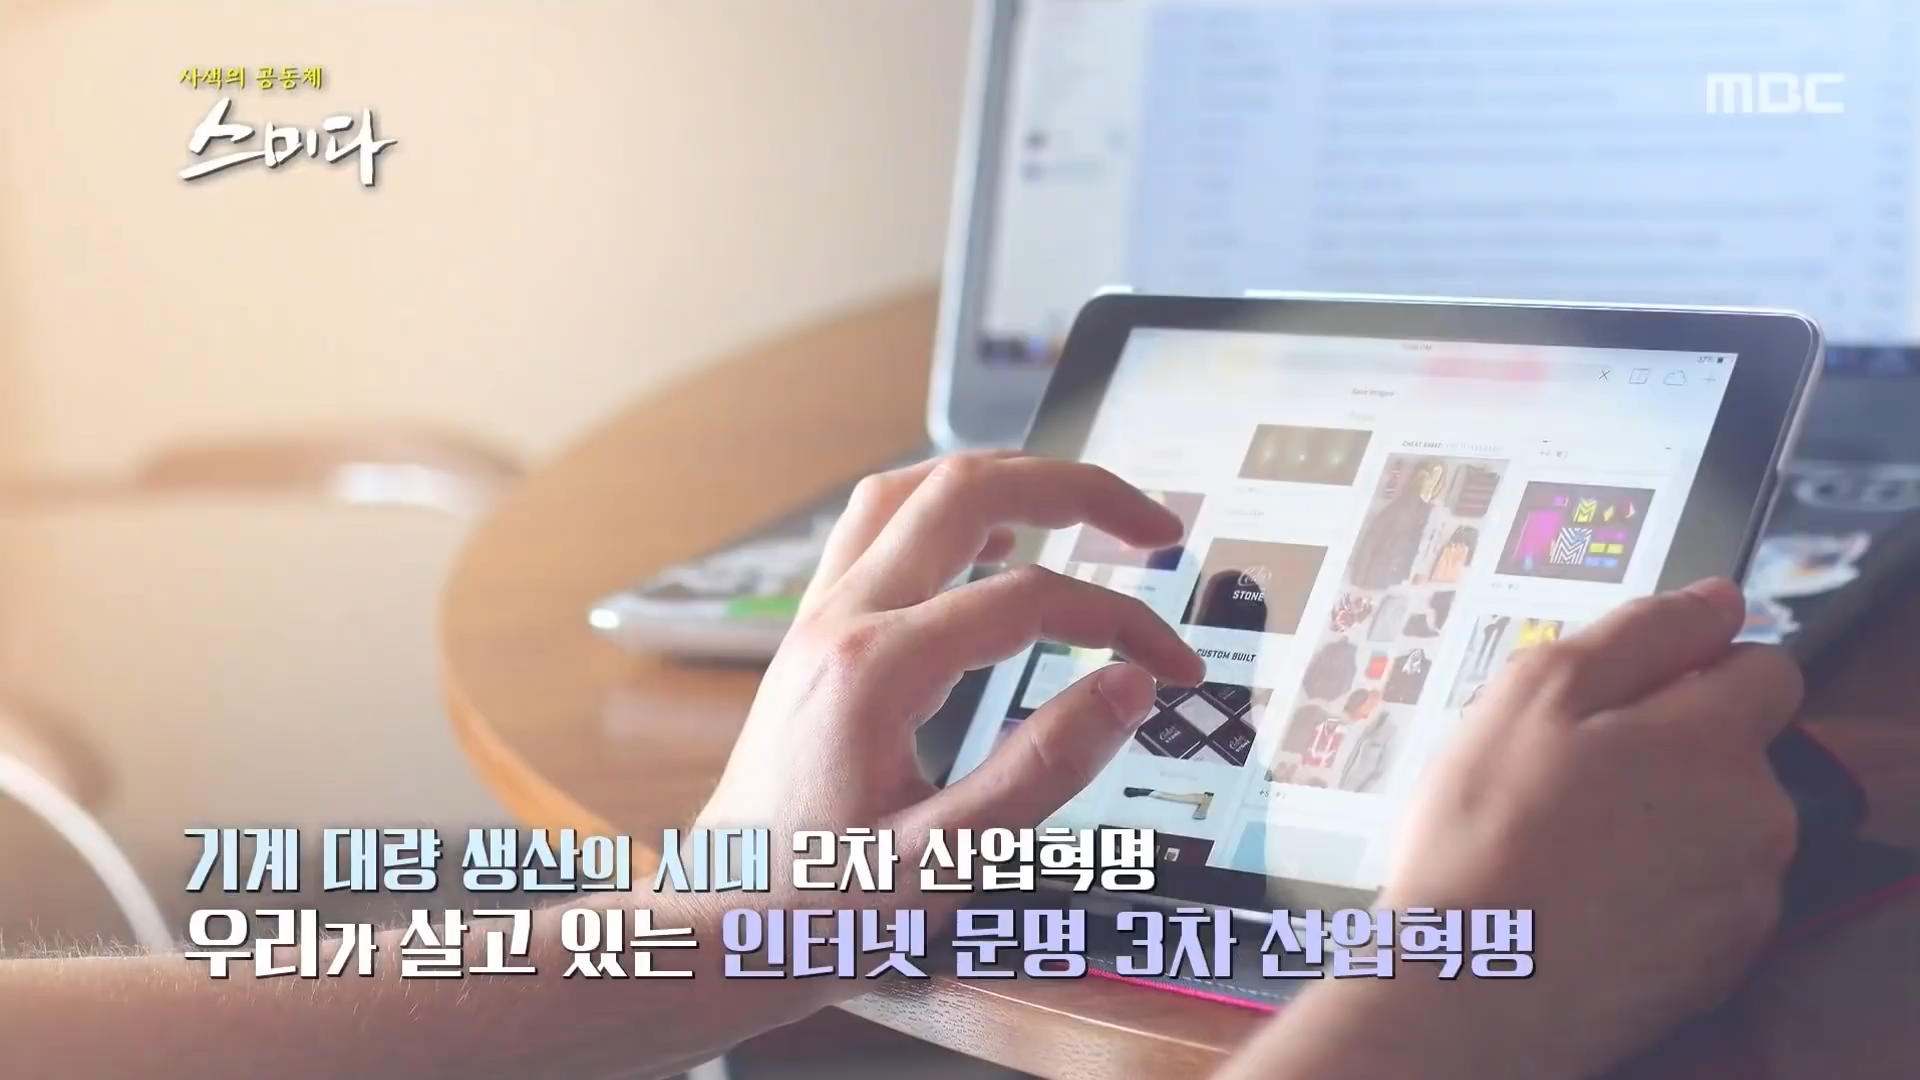 사색의 공동체
스미다
MBC
37%
STONE
CUSTOM BUILT
기계 대량 생산의 시대 2차 산업혁명
우리가 살고 있는 인터넷 문명 3차 산업혁명